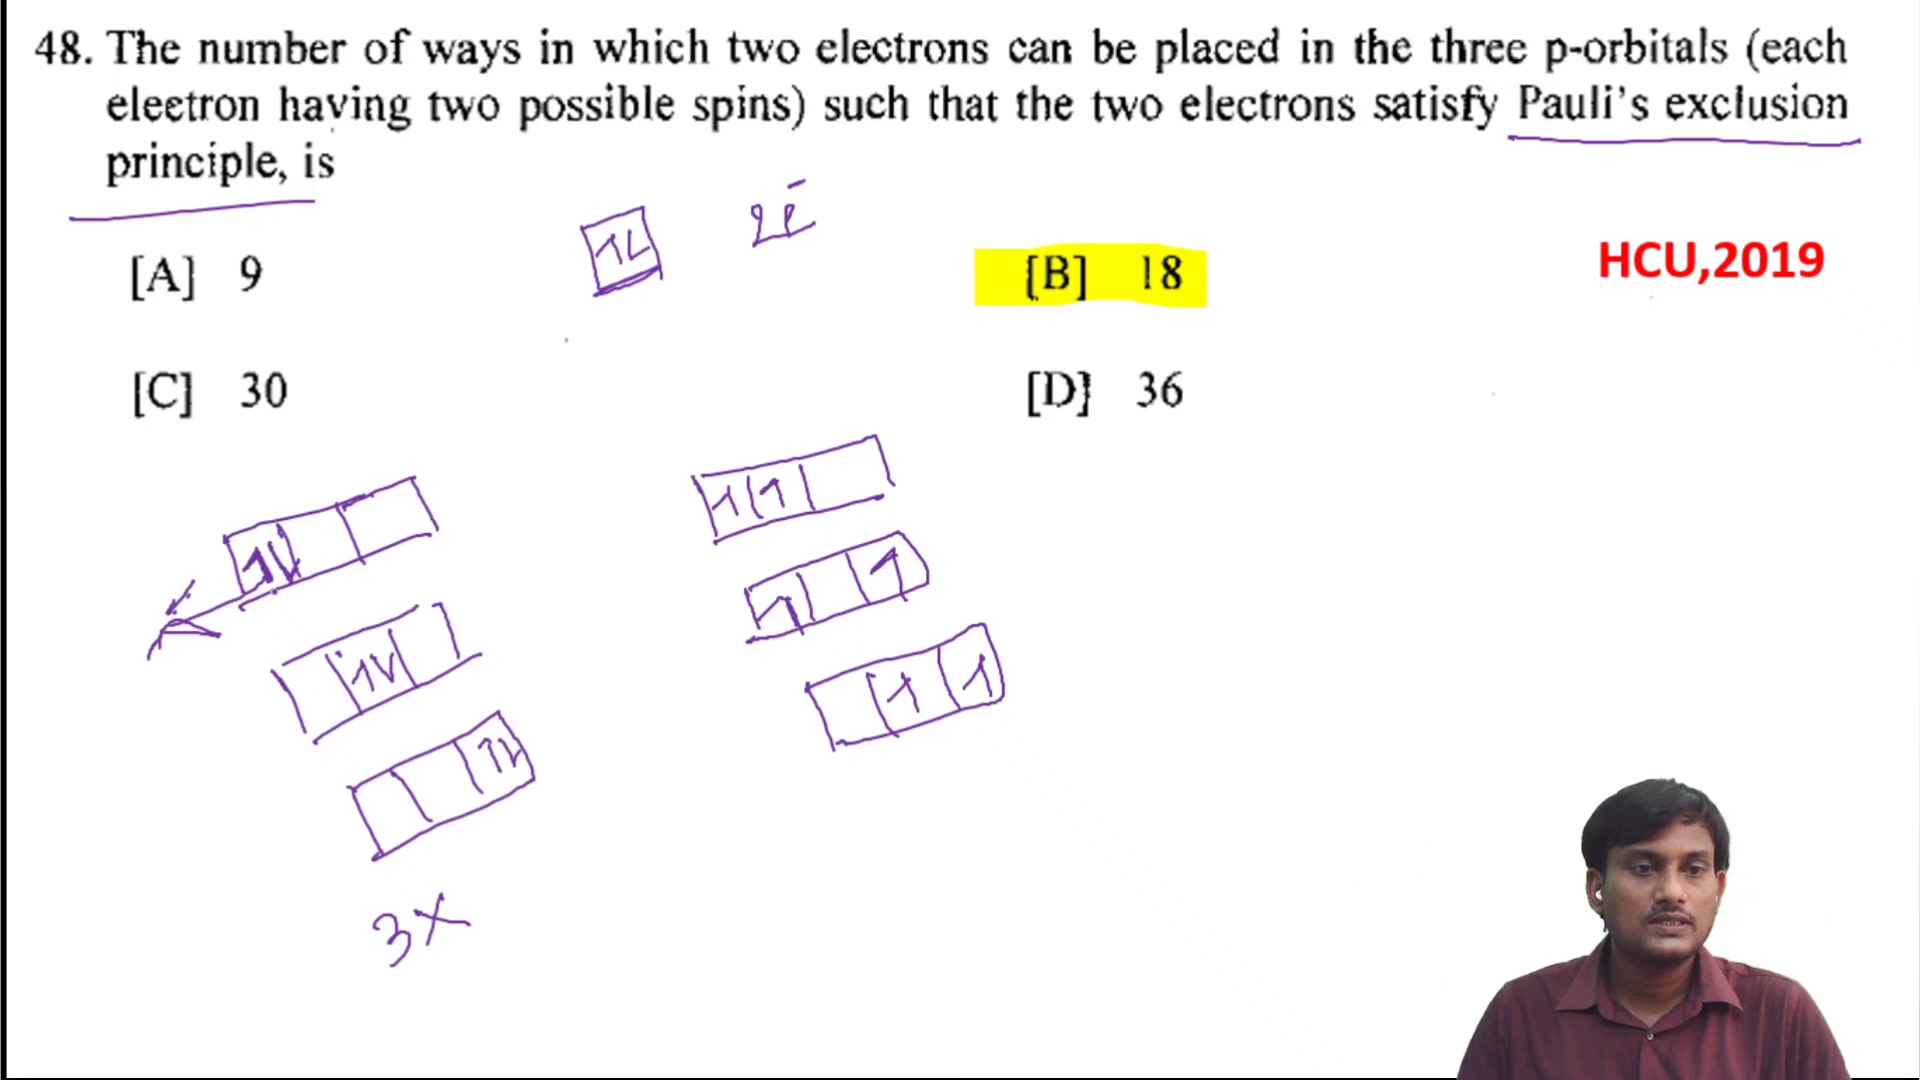 48. The number of ways in which two electrons can be placed in the three p-orbitals (each
electron having two possible spins) such that the two electrons satisfy Pauli's exclusion
principle, is
2e⁻
[A] 9
[B] 18
HCU,2019
[C] 30
[D] 36
3×